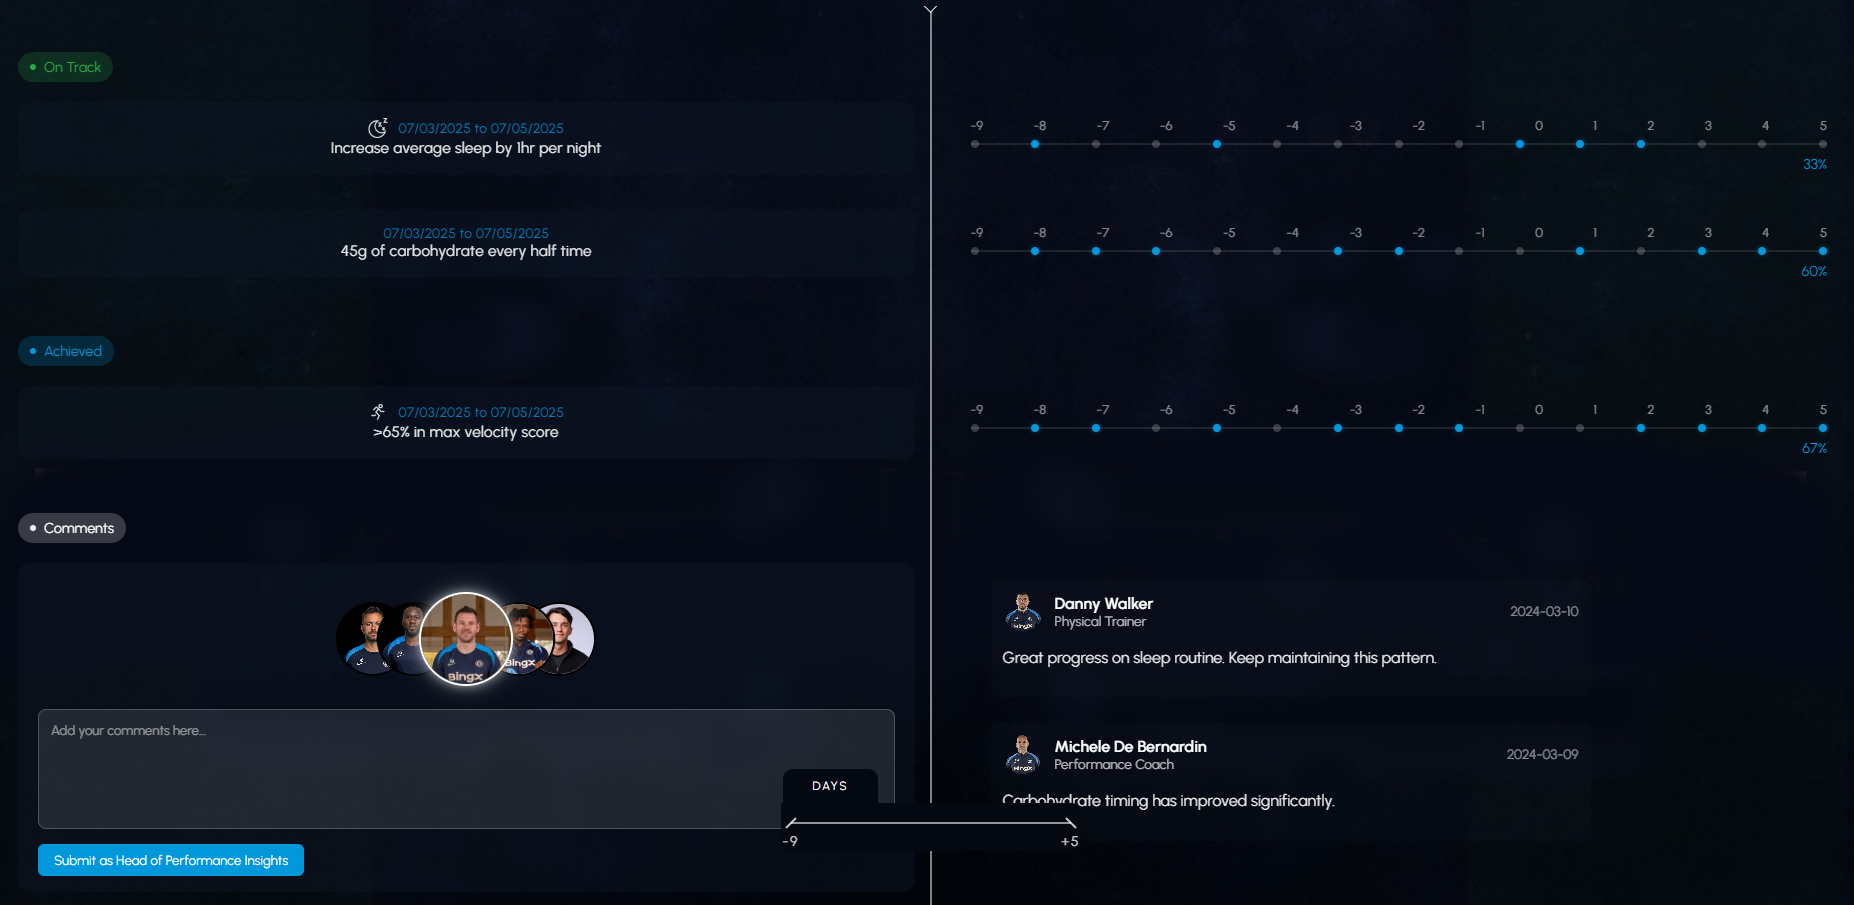 On Track
07/03/2025 to 07/05/2025
Increase average sleep by 1hr per night
-9 -8 -7 -6 -5 -4 -3 -2 -1 0 1 2 3 4 5
33%
07/03/2025 to 07/05/2025
45g of carbohydrate every half time
-9 -8 -7 -6 -5 -4 -3 -2 -1 0 1 2 3 4 5
60%
Achieved
07/03/2025 to 07/05/2025
>65% in max velocity score
-9 -8 -7 -6 -5 -4 -3 -2 -1 0 1 2 3 4 5
67%
Comments
BingX
BingX
Add your comments here...
Submit as Head of Performance Insights
Danny Walker
Physical Trainer
2024-03-10
BingX
Great progress on sleep routine. Keep maintaining this pattern.
Michele De Bernardin
Performance Coach
2024-03-09
BingX
Carbohydrate timing has improved significantly.
DAYS
-9 +5